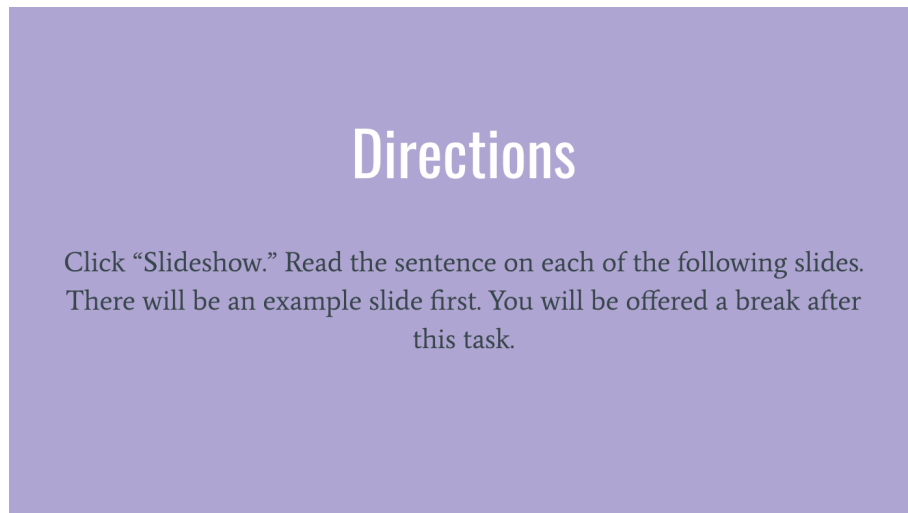 Directions
Click “Slideshow.” Read the sentence on each of the following slides.
There will be an example slide first. You will be offered a break after
this task.